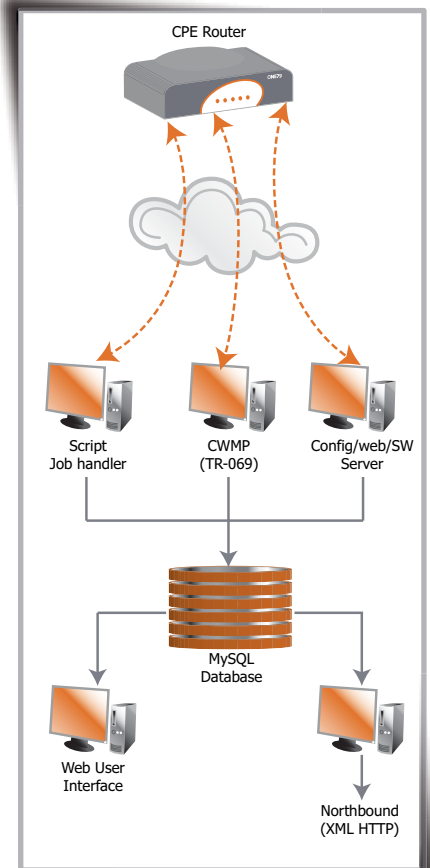 CPE Router
Script
Job handler
CWMP
(TR-069)
Config/web/SW
Server
MySQL
Database
Web User
Interface
Northbound
(XML HTTP)